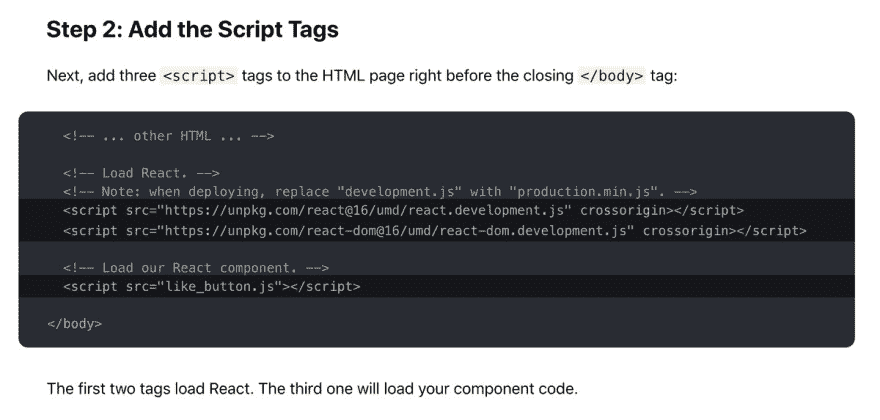 Step 2: Add the Script Tags
Next, add three <script> tags to the HTML page right before the closing </body> tag:
<!-- ... other HTML ... -->
<!-- Load React. -->
<!-- Note: when deploying, replace "development.js" with "production.min.js". -->
<script src="https://unpkg.com/react@16/umd/react.development.js" crossorigin></script>
<script src="https://unpkg.com/react-dom@16/umd/react-dom.development.js" crossorigin></script>
<!-- Load our React component. -->
<script src="like_button.js"></script>
</body>
The first two tags load React. The third one will load your component code.